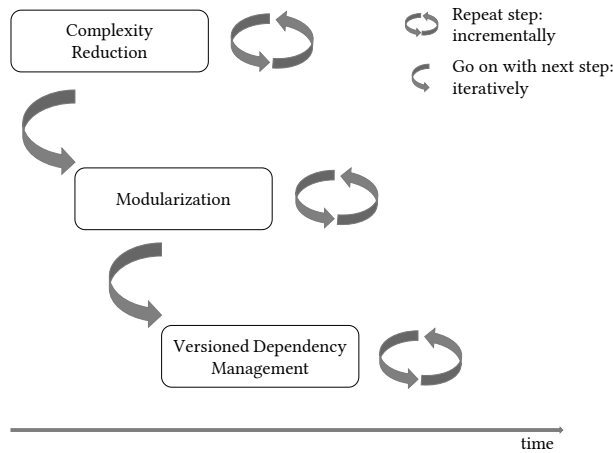 Complexity
Reduction
Repeat step:
incrementally
Go on with next step:
iteratively
Modularization
Versioned Dependency
Management
time